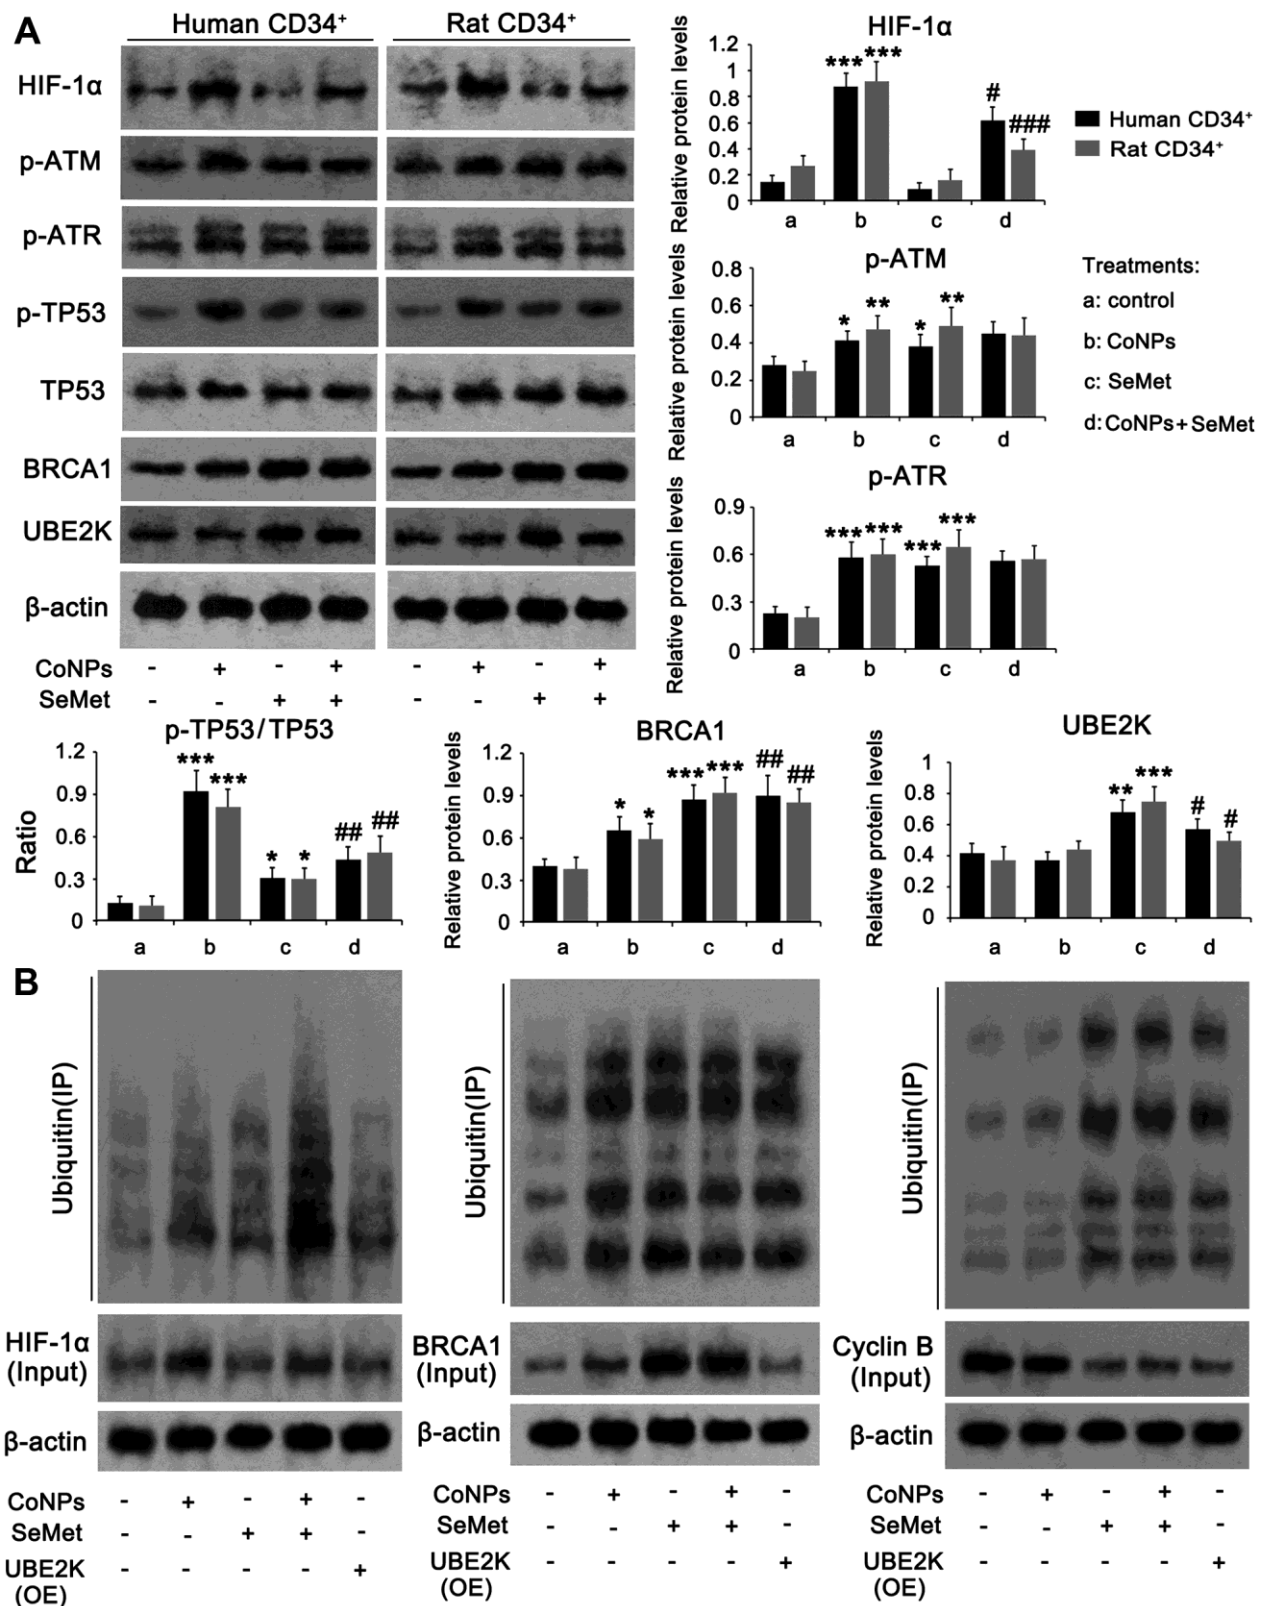 A
Human CD34⁺
Rat CD34⁺
HIF-1α
p-ATM
p-ATR
p-TP53
TP53
BRCA1
UBE2K
β-actin
CoNPs - + - + - + - +
SeMet - - + + - - + +
HIF-1α
Relative protein levels
1.2
1
0.8
0.6
0.4
0.2
0
*** *** # ###
a b c d
Human CD34⁺
Rat CD34⁺
p-ATM
Relative protein levels
0.8
0.6
0.4
0.2
0
* ** * **
a b c d
Treatments:
a: control
b: CoNPs
c: SeMet
d: CoNPs+SeMet
p-ATR
Relative protein levels
0.9
0.6
0.3
0
*** *** *** ***
a b c d
p-TP53/TP53
Ratio
1.2
0.9
0.6
0.3
0
*** *** * * ## ##
a b c d
BRCA1
Relative protein levels
1.2
0.9
0.6
0.3
0
* * *** *** ## ##
a b c d
UBE2K
Relative protein levels
1
0.8
0.6
0.4
0.2
0
** *** # #
a b c d
B
Ubiquitin(IP)
HIF-1α
(Input)
β-actin
CoNPs - + - + -
SeMet - - + + -
UBE2K - - - - +
(OE)
Ubiquitin(IP)
BRCA1
(Input)
β-actin
CoNPs - + - + -
SeMet - - + + -
UBE2K - - - - +
(OE)
Ubiquitin(IP)
Cyclin B
(Input)
β-actin
CoNPs - + - + -
SeMet - - + + -
UBE2K - - - - +
(OE)